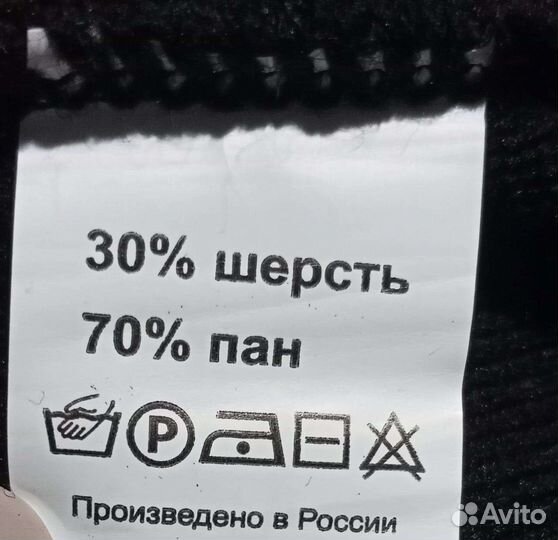 30% шерсть
70% пан
P
Произведено в России
Avito